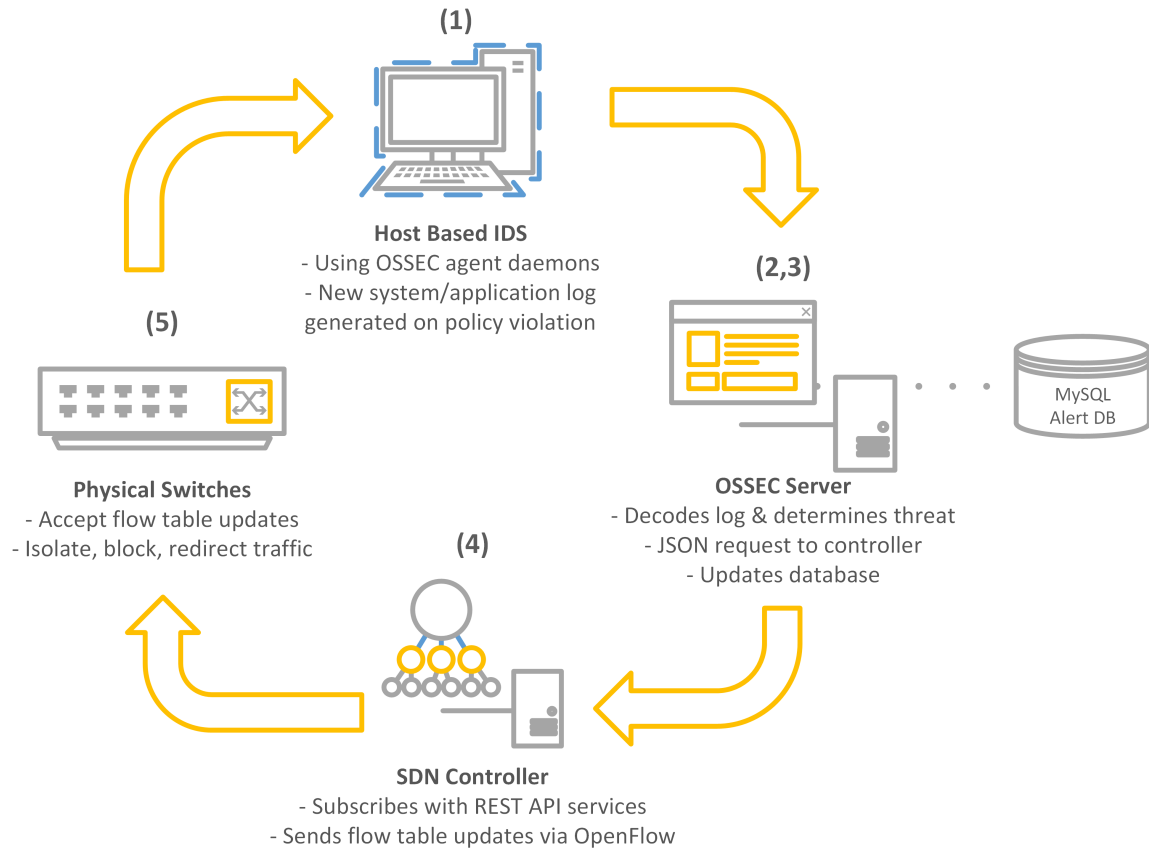 (1)
Host Based IDS
- Using OSSEC agent daemons
- New system/application log
generated on policy violation
(2,3)
MySQL
Alert DB
OSSEC Server
- Decodes log & determines threat
- JSON request to controller
- Updates database
(4)
SDN Controller
- Subscribes with REST API services
- Sends flow table updates via OpenFlow
(5)
Physical Switches
- Accept flow table updates
- Isolate, block, redirect traffic